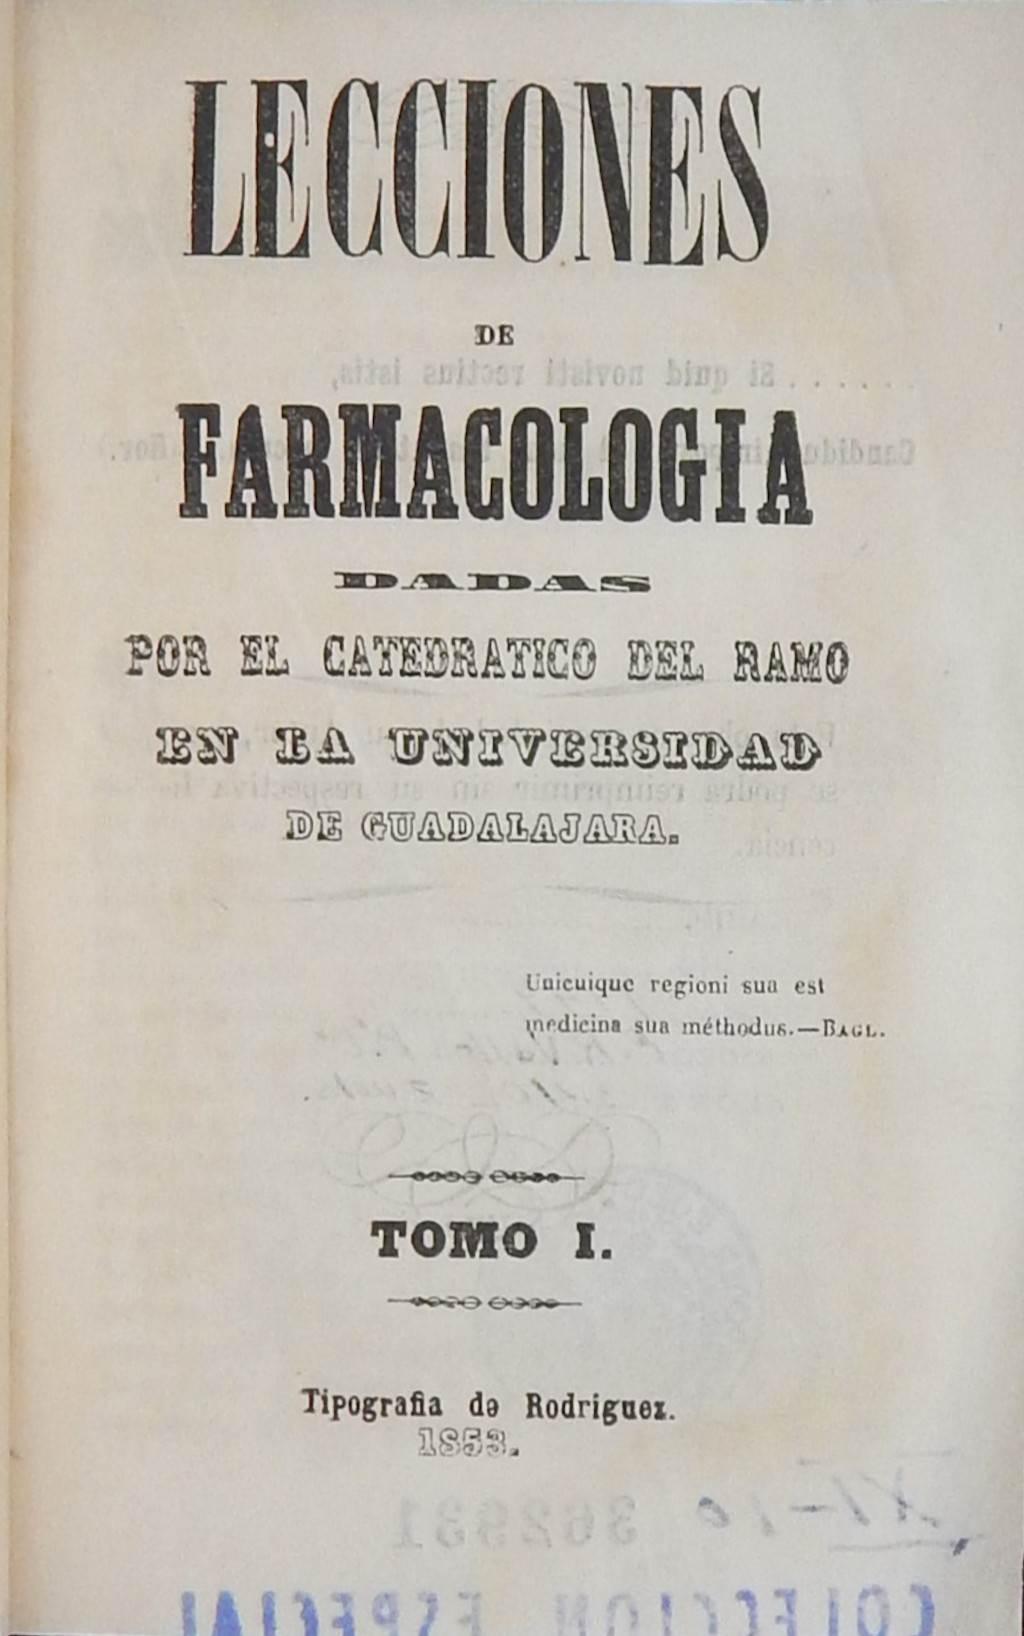 LECCIONES
DE
FARMACOLOGIA
DADAS
POR EL CATEDRATICO DEL RAMO
EN LA UNIVERSIDAD
DE GUADALAJARA.
Unicuique regioni sua est
medicina sua méthodus.—BAGL.
TOMO I.
Tipografia de Rodriguez.
1853.